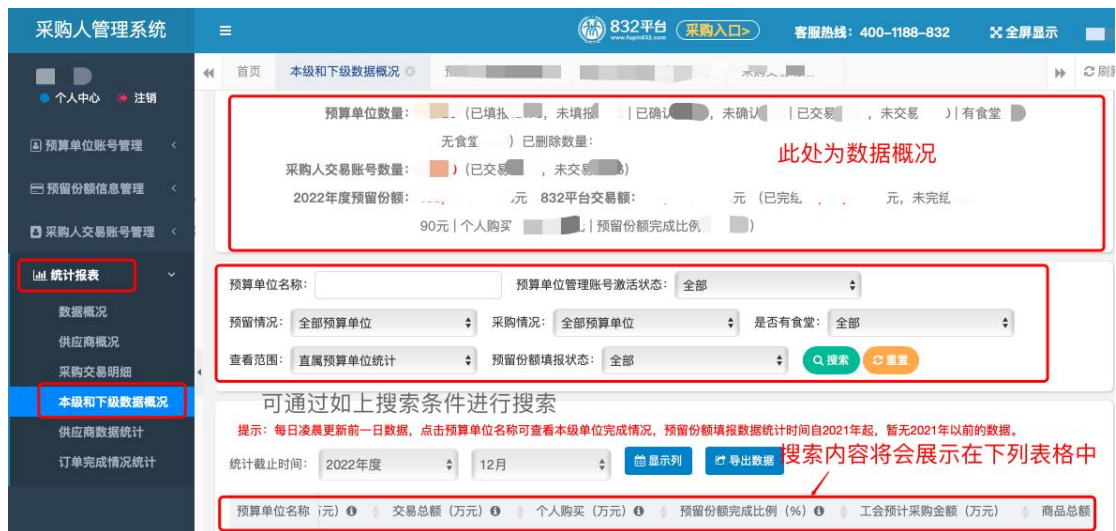 采购人管理系统
832平台
www.fupin832.com
采购入口>
客服热线：400-1188-832
全屏显示
首页
本级和下级数据概况
个人中心
注销
预算单位账号管理
预留份额信息管理
采购人交易账号管理
统计报表
数据概况
供应商概况
采购交易明细
本级和下级数据概况
供应商数据统计
订单完成情况统计
预算单位数量： （已填报 ，未填报 |已确认 ，未确认 |已交易 ，未交易 ）|有食堂
无食堂 ）已删除数量：
采购人交易账号数量： （已交易 ，未交易 ）
2022年度预留份额： 元 832平台交易额： 元 （已完结 元，未完结
90元|个人购买 |预留份额完成比例 ）
此处为数据概况
预算单位名称：
预算单位管理账号激活状态： 全部
预留情况： 全部预算单位
采购情况： 全部预算单位
是否有食堂： 全部
查看范围： 直属预算单位统计
预留份额填报状态： 全部
搜索
重置
可通过如上搜索条件进行搜索
提示：每日凌晨更新前一日数据，点击预算单位名称可查看本级单位完成情况，预留份额填报数据统计时间自2021年起，暂无2021年以前的数据。
统计截止时间： 2022年度 12月 显示列 导出数据
搜索内容将会展示在下列表格中
预算单位名称 元） 交易总额（万元） 个人购买（万元） 预留份额完成比例（%） 工会预计采购金额（万元） 商品总额